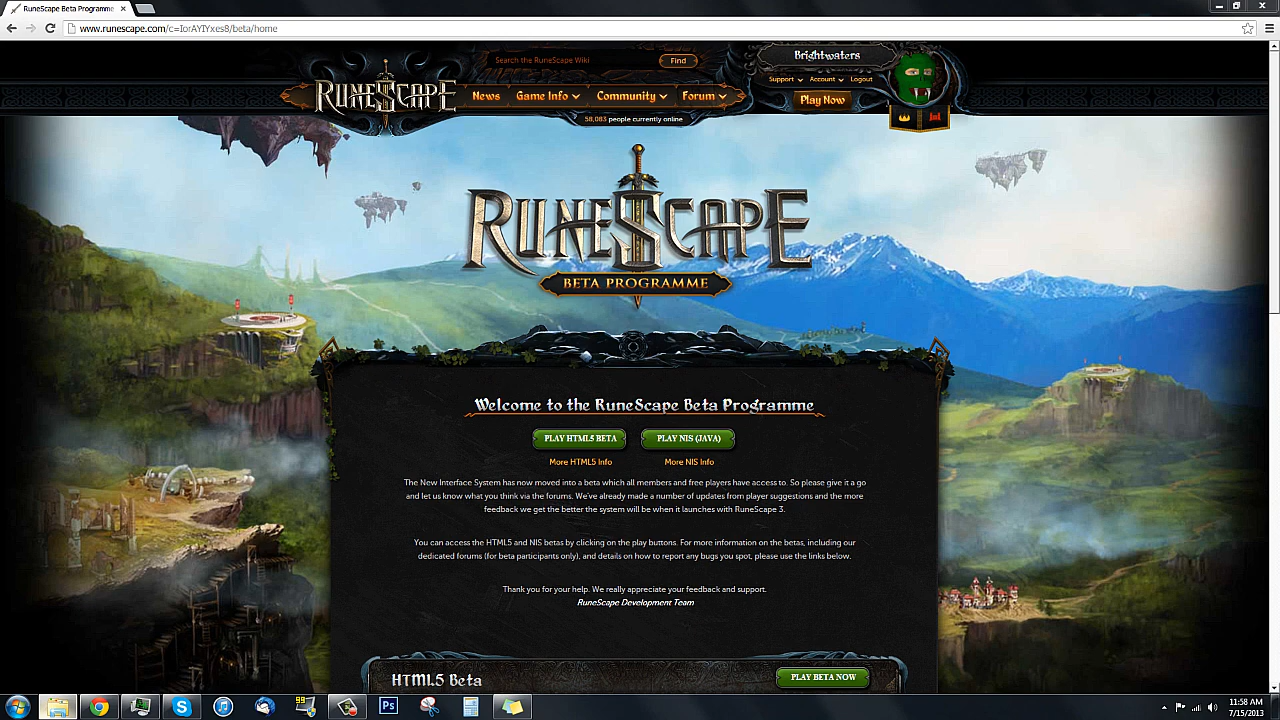 RuneScape Beta Programme
www.runescape.com/c=IorAYIYxes8/beta/home
Search the RuneScape Wiki
Find
Brightwaters
Support
Account
Logout
RUNESCAPE
News
Game Info
Community
Forum
Play Now
58,083 people currently online
RUNESCAPE
BETA PROGRAMME
Welcome to the RuneScape Beta Programme
PLAY HTML5 BETA
PLAY NIS (JAVA)
More HTML5 Info
More NIS Info
The New Interface System has now moved into a beta which all members and free players have access to. So please give it a go
and let us know what you think via the forums. We've already made a number of updates from player suggestions and the more
feedback we get the better the system will be when it launches with RuneScape 3.
You can access the HTML5 and NIS betas by clicking on the play buttons. For more information on the betas, including our
dedicated forums (for beta participants only), and details on how to report any bugs you spot, please use the links below.
Thank you for your help. We really appreciate your feedback and support.
RuneScape Development Team
HTML5 Beta
PLAY BETA NOW
99
Ps
11:58 AM
7/15/2013